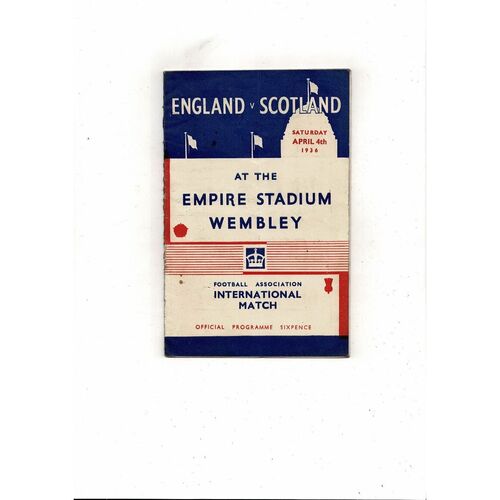 ENGLAND v SCOTLAND
SATURDAY
APRIL 4th
1936
AT THE
EMPIRE STADIUM
WEMBLEY
FOOTBALL ASSOCIATION
INTERNATIONAL
MATCH
OFFICIAL PROGRAMME SIXPENCE